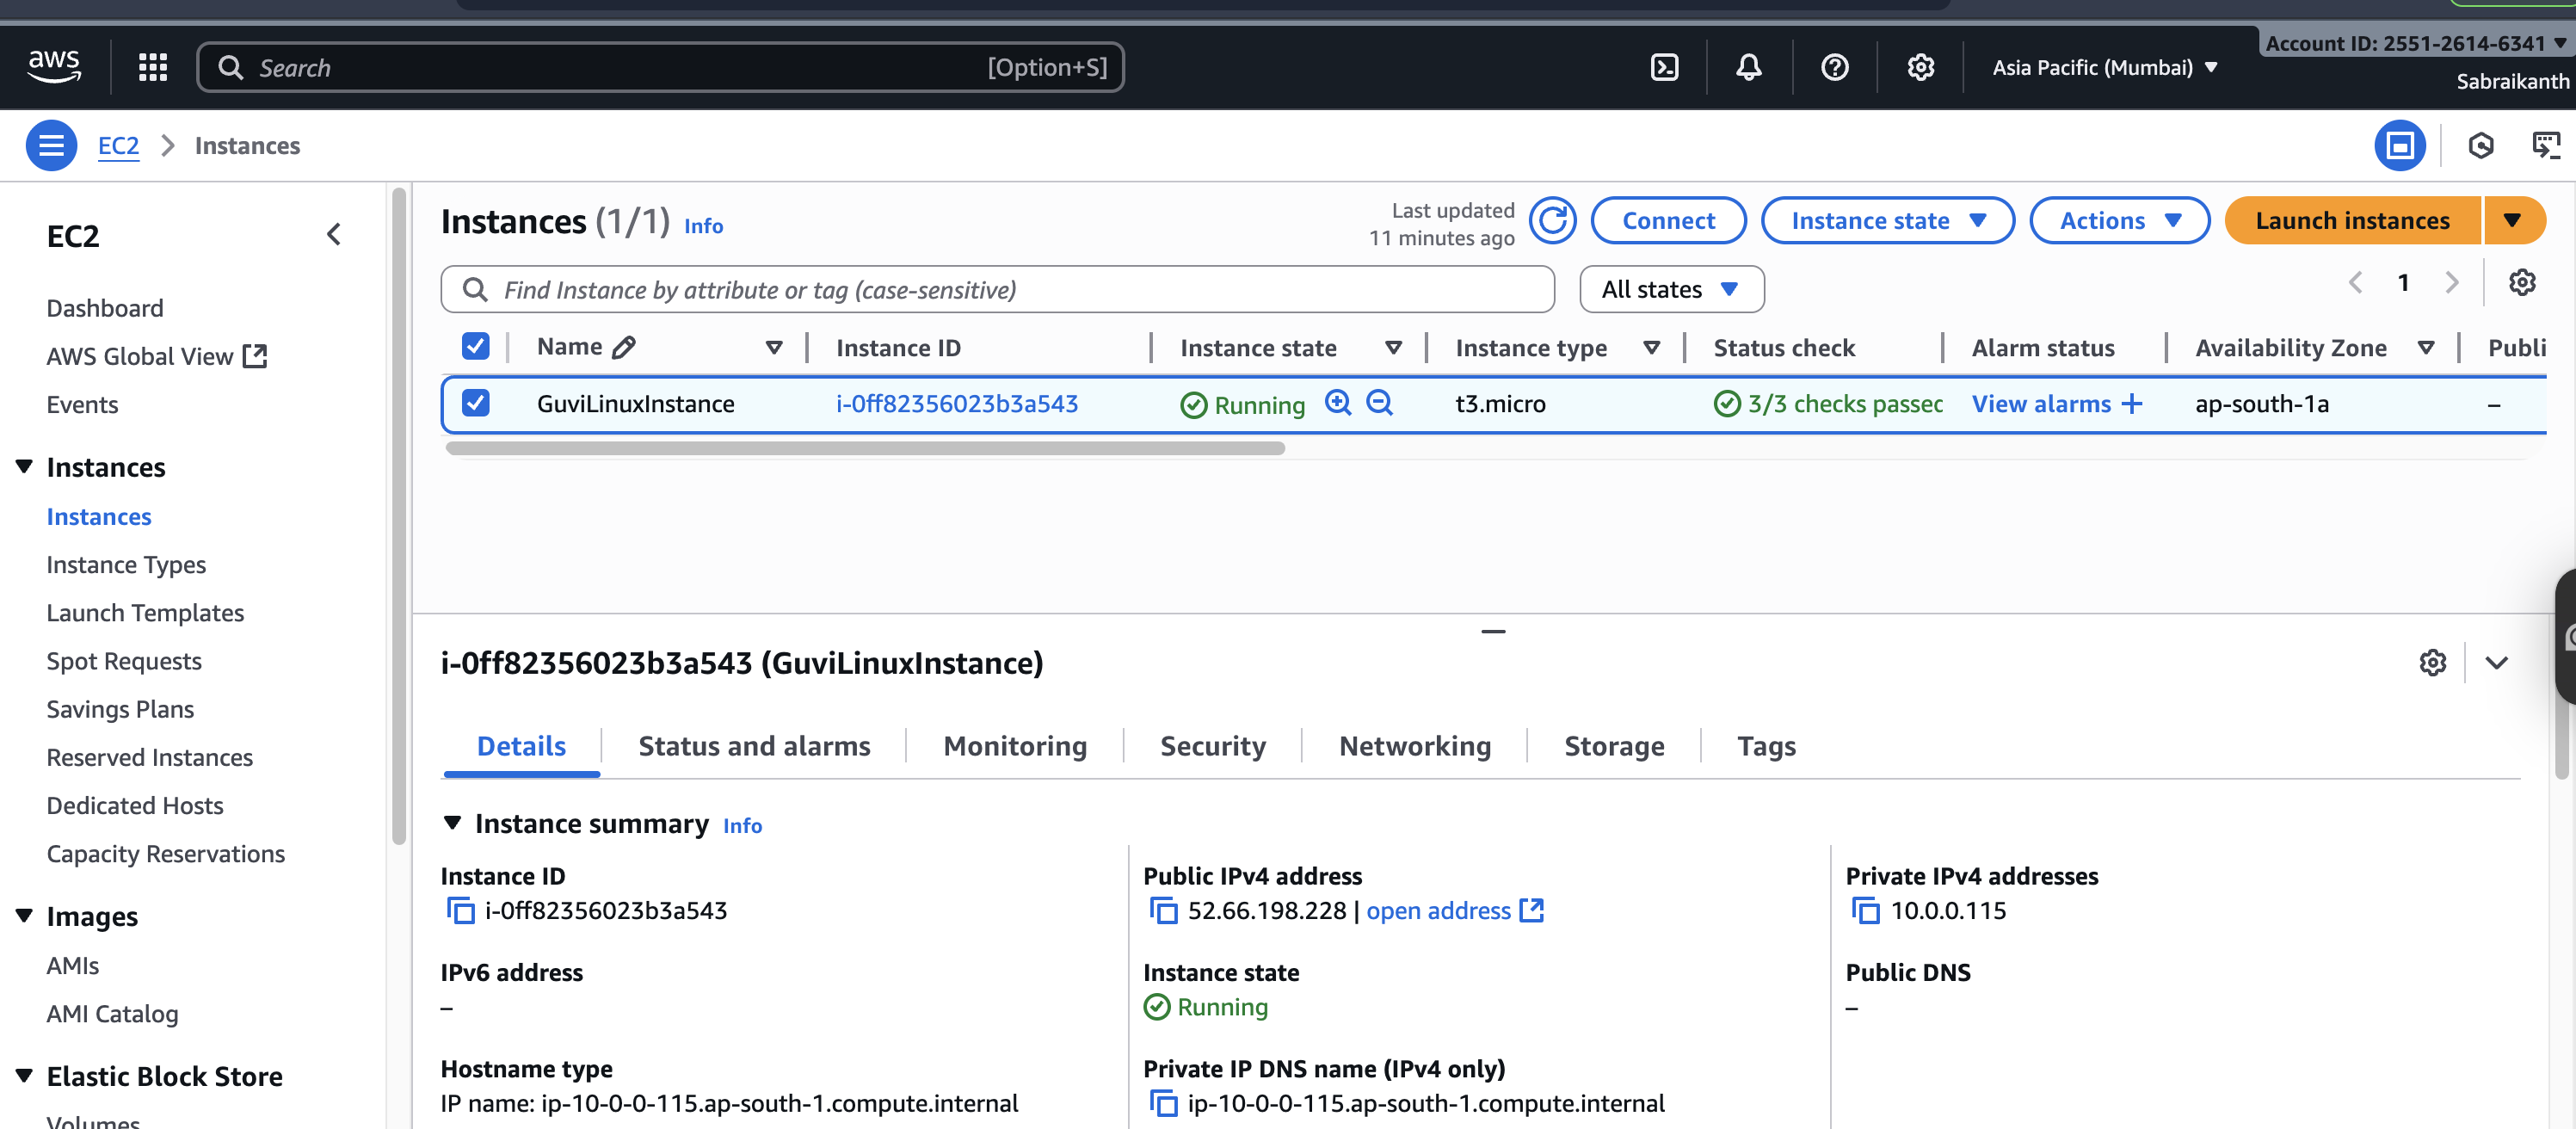 aws
Search [Option+S]
Asia Pacific (Mumbai)
Account ID: 2551-2614-6341
Sabraikanth
EC2 Instances
EC2
Dashboard
AWS Global View
Events
Instances
Instances
Instance Types
Launch Templates
Spot Requests
Savings Plans
Reserved Instances
Dedicated Hosts
Capacity Reservations
Images
AMIs
AMI Catalog
Elastic Block Store
Volumes
Instances (1/1) Info
Last updated
11 minutes ago
Connect
Instance state
Actions
Launch instances
Find Instance by attribute or tag (case-sensitive)
All states
1
Name Instance ID Instance state Instance type Status check Alarm status Availability Zone Publi
GuviLinuxInstance i-0ff82356023b3a543 Running t3.micro 3/3 checks passed View alarms + ap-south-1a –
i-0ff82356023b3a543 (GuviLinuxInstance)
Details Status and alarms Monitoring Security Networking Storage Tags
Instance summary Info
Instance ID
i-0ff82356023b3a543
Public IPv4 address
52.66.198.228 | open address
Private IPv4 addresses
10.0.0.115
IPv6 address
–
Instance state
Running
Public DNS
–
Hostname type
IP name: ip-10-0-0-115.ap-south-1.compute.internal
Private IP DNS name (IPv4 only)
ip-10-0-0-115.ap-south-1.compute.internal